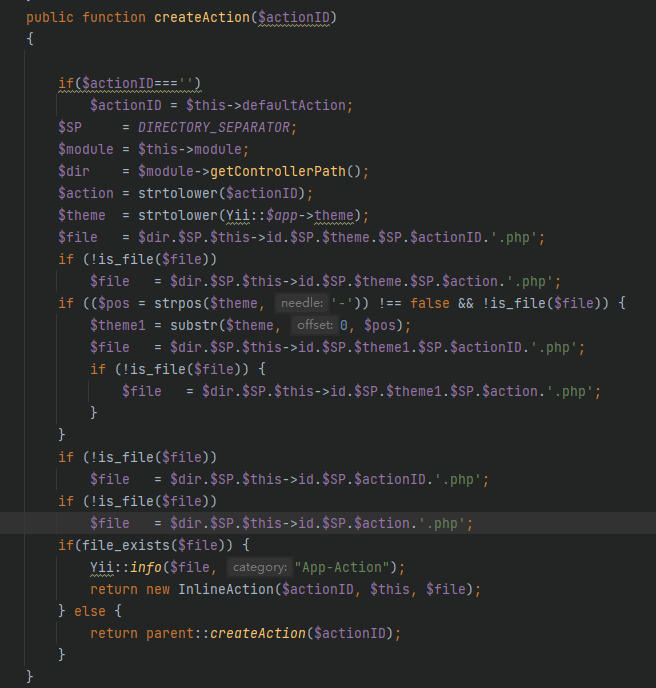 public function createAction($actionID)
{
if($actionID==='')
$actionID = $this->defaultAction;
$SP     = DIRECTORY_SEPARATOR;
$module = $this->module;
$dir    = $module->getControllerPath();
$action = strtolower($actionID);
$theme  = strtolower(Yii::$app->theme);
$file   = $dir.$SP.$this->id.$SP.$theme.$SP.$actionID.'.php';
if (!is_file($file))
$file   = $dir.$SP.$this->id.$SP.$theme.$SP.$action.'.php';
if (($pos = strpos($theme, needle: '-')) !== false && !is_file($file)) {
$theme1 = substr($theme, offset: 0, $pos);
$file   = $dir.$SP.$this->id.$SP.$theme1.$SP.$actionID.'.php';
if (!is_file($file)) {
$file   = $dir.$SP.$this->id.$SP.$theme1.$SP.$action.'.php';
}
}
if (!is_file($file))
$file   = $dir.$SP.$this->id.$SP.$actionID.'.php';
if (!is_file($file))
$file   = $dir.$SP.$this->id.$SP.$action.'.php';
if(file_exists($file)) {
Yii::info($file, category: "App-Action");
return new InlineAction($actionID, $this, $file);
} else {
return parent::createAction($actionID);
}
}